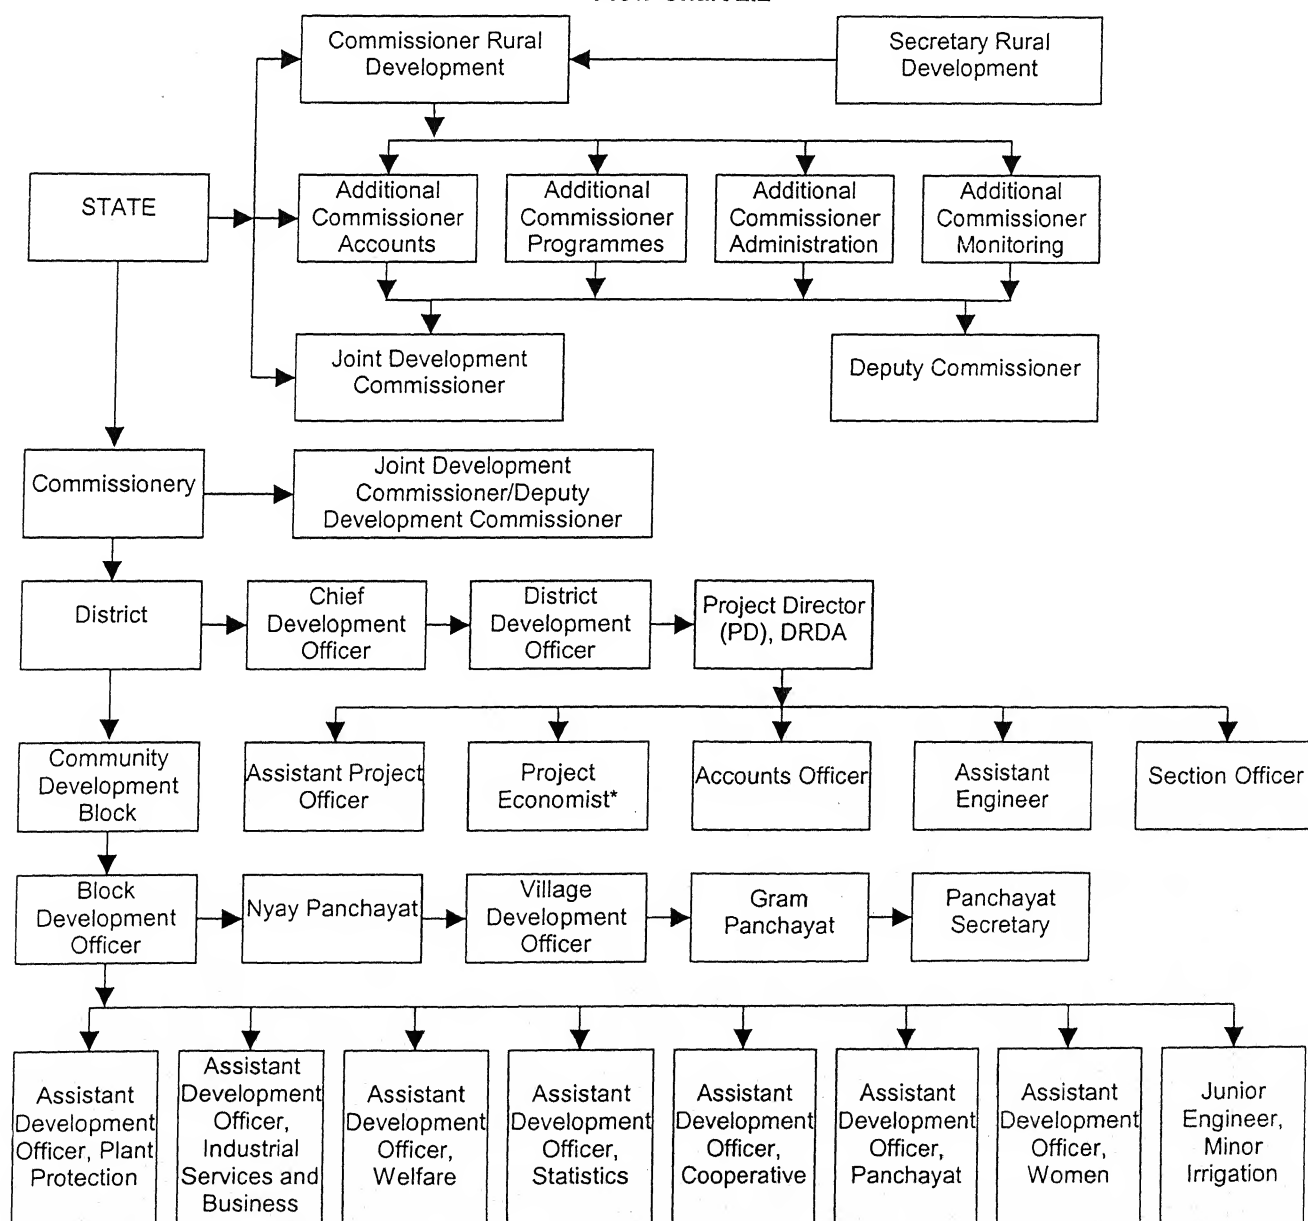 Commissioner Rural
Development
Secretary Rural
Development
STATE
Additional
Commissioner
Accounts
Additional
Commissioner
Programmes
Additional
Commissioner
Administration
Additional
Commissioner
Monitoring
Joint Development
Commissioner
Deputy Commissioner
Commissionery
Joint Development
Commissioner/Deputy
Development Commissioner
District
Chief
Development
Officer
District
Development
Officer
Project Director
(PD), DRDA
Community
Development
Block
Assistant Project
Officer
Project
Economist*
Accounts Officer
Assistant
Engineer
Section Officer
Block
Development
Officer
Nyay Panchayat
Village
Development
Officer
Gram
Panchayat
Panchayat
Secretary
Assistant
Development
Officer, Plant
Protection
Assistant
Development
Officer,
Industrial
Services and
Business
Assistant
Development
Officer,
Welfare
Assistant
Development
Officer,
Statistics
Assistant
Development
Officer,
Cooperative
Assistant
Development
Officer,
Panchayat
Assistant
Development
Officer,
Women
Junior
Engineer,
Minor
Irrigation